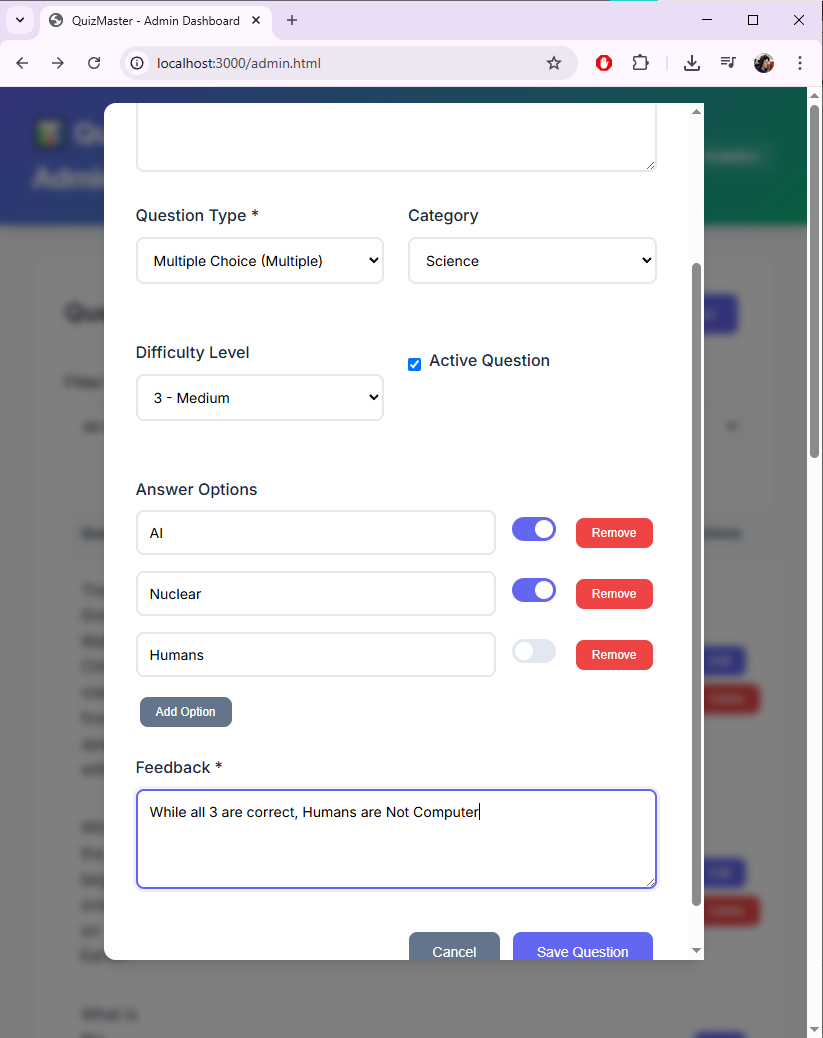 QuizMaster - Admin Dashboard
localhost:3000/admin.html
Question Type * Category
Multiple Choice (Multiple) Science
Difficulty Level Active Question
3 - Medium
Answer Options
AI Remove
Nuclear Remove
Humans Remove
Add Option
Feedback *
While all 3 are correct, Humans are Not Computer
Cancel Save Question